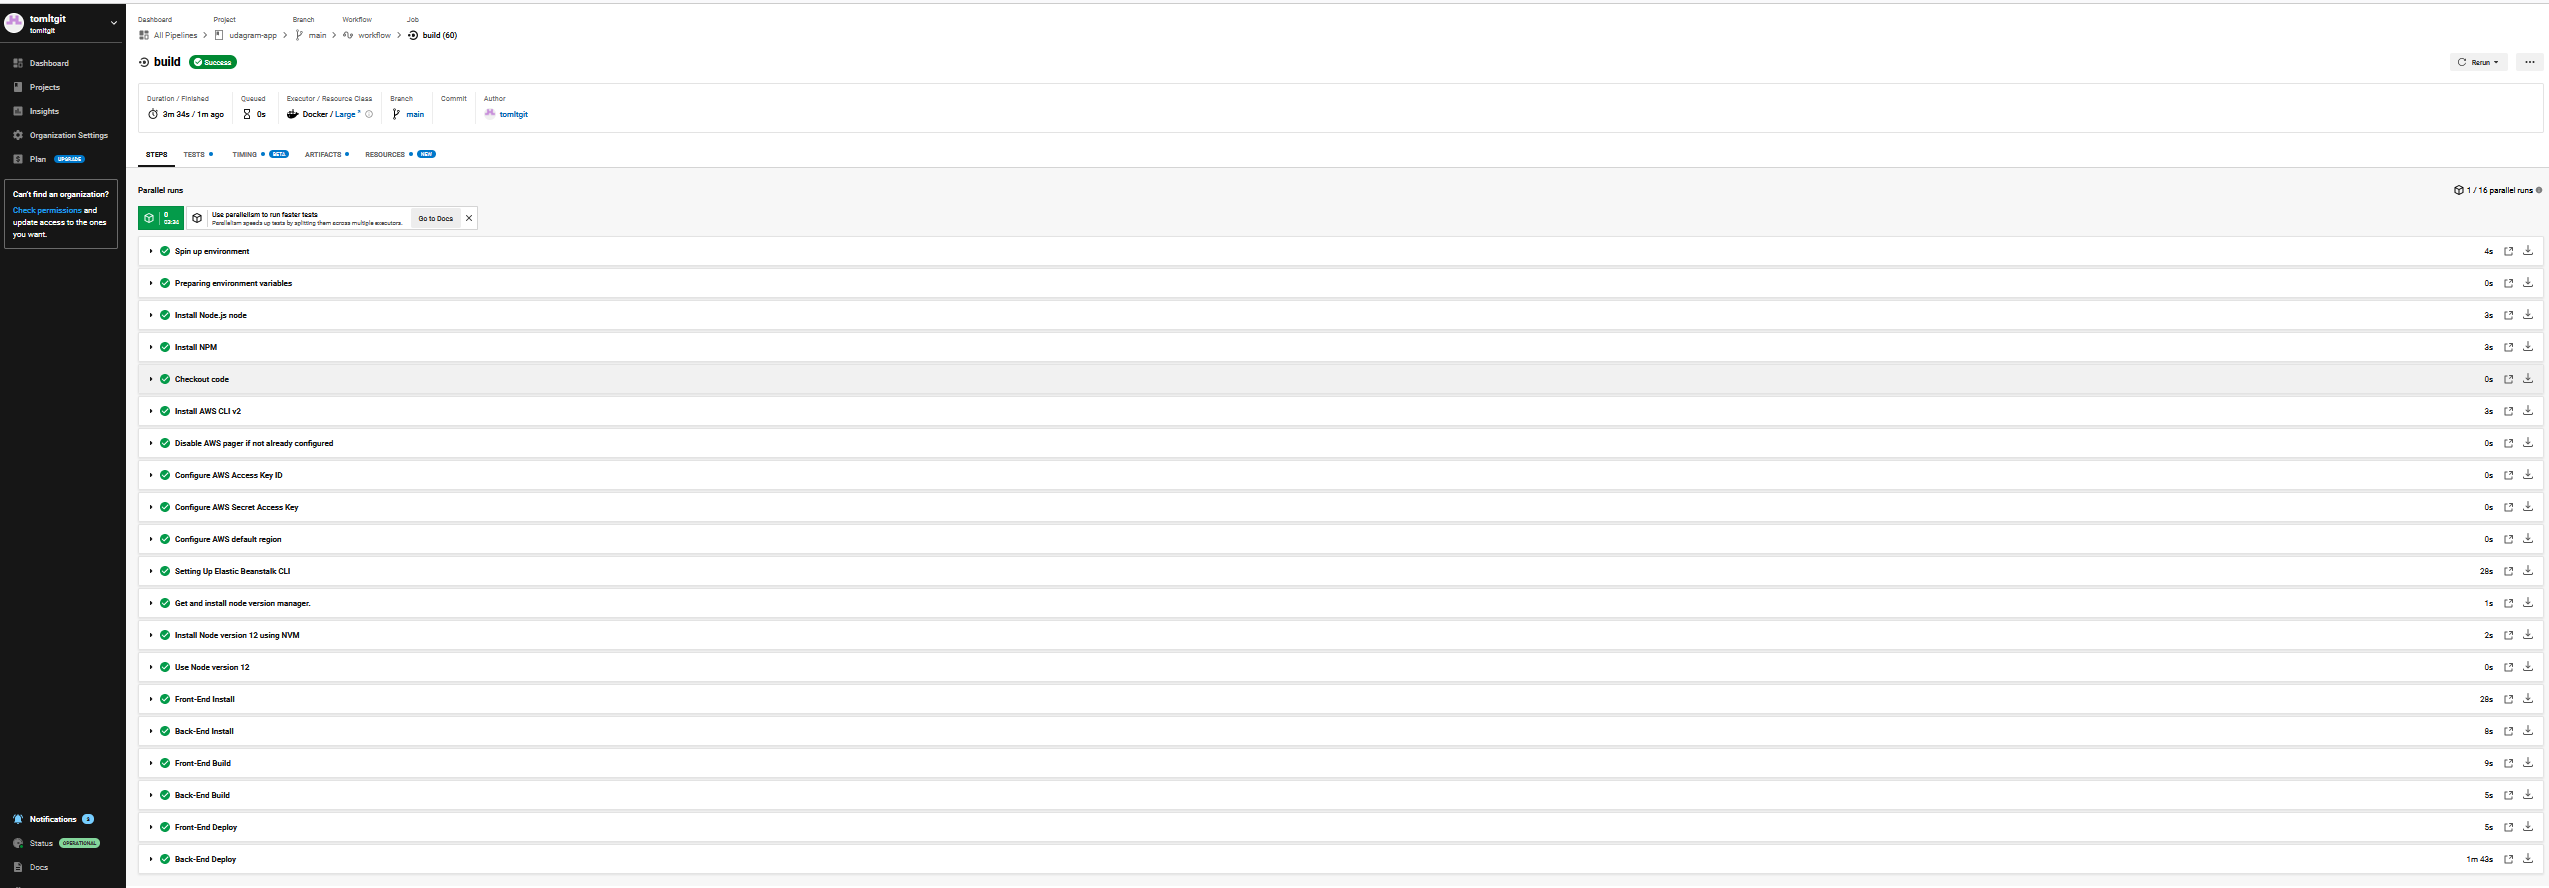 tomltgit
tomltgit
Dashboard
Projects
Insights
Organization Settings
Plan UPGRADE
Can't find an organization?
Check permissions and
update access to the ones
you want.
Notifications
Status OPERATIONAL
Docs
Dashboard Project Branch Workflow Job
All Pipelines udagram-app main workflow build (60)
build Success
Rerun
Duration / Finished Queued Executor / Resource Class Branch Commit Author
3m 34s / 1m ago 0s Docker / Large main tomltgit
STEPS TESTS TIMING BETA ARTIFACTS RESOURCES NEW
Parallel runs
1 / 16 parallel runs
0
03:34
Use parallelism to run faster tests
Parallelism speeds up tests by splitting them across multiple executors.
Go to Docs
Spin up environment 4s
Preparing environment variables 0s
Install Node.js node 3s
Install NPM 3s
Checkout code 0s
Install AWS CLI v2 3s
Disable AWS pager if not already configured 0s
Configure AWS Access Key ID 0s
Configure AWS Secret Access Key 0s
Configure AWS default region 0s
Setting Up Elastic Beanstalk CLI 28s
Get and install node version manager. 1s
Install Node version 12 using NVM 2s
Use Node version 12 0s
Front-End Install 28s
Back-End Install 8s
Front-End Build 9s
Back-End Build 5s
Front-End Deploy 5s
Back-End Deploy 1m 43s